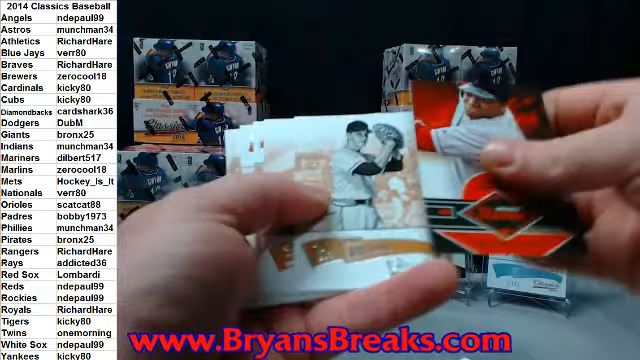 2014 Classics Baseball
Angels ndepaul99
Astros munchman34
Athletics RichardHare
Blue Jays verr80
Braves RichardHare
Brewers zerocool18
Cardinals kicky80
Cubs kicky80
Diamondbacks cardshark36
Dodgers DubM
Giants bronx25
Indians munchman34
Mariners dilbert517
Marlins zerocool18
Mets Hockey_Is_It
Nationals verr80
Orioles scatcat88
Padres bobby1973
Phillies munchman34
Pirates bronx25
Rangers RichardHare
Rays addicted36
Red Sox Lombardi
Reds ndepaul99
Rockies ndepaul99
Royals RichardHare
Tigers kicky80
Twins onemorning
White Sox ndepaul99
Yankees kicky80
www.BryansBreaks.com